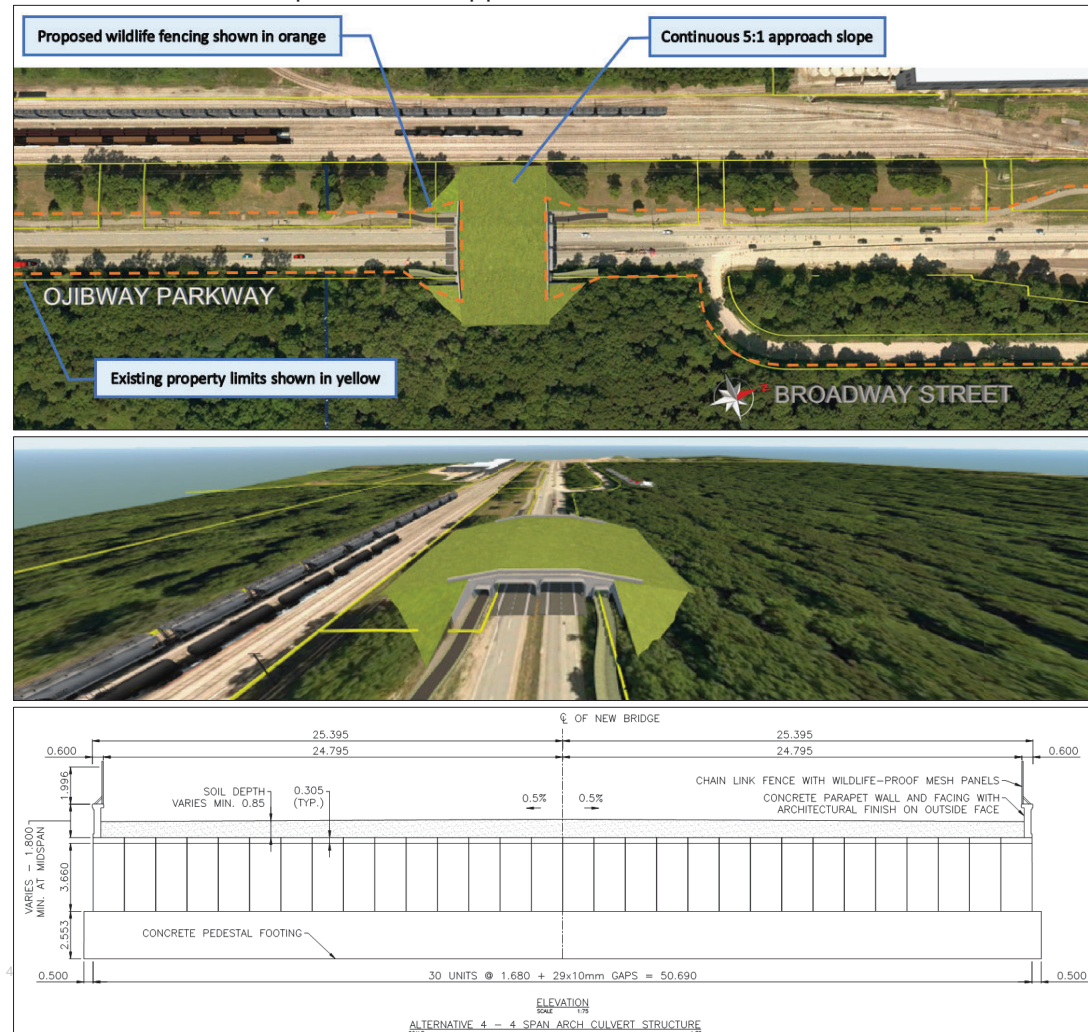 Proposed wildlife fencing shown in orange
Continuous 5:1 approach slope
OJIBWAY PARKWAY
Existing property limits shown in yellow
N
BROADWAY STREET
℄ OF NEW BRIDGE
25.395 25.395
0.600 24.795 24.795 0.600
1.996
SOIL DEPTH
VARIES MIN. 0.85
0.305
(TYP.)
0.5% 0.5%
CHAIN LINK FENCE WITH WILDLIFE-PROOF MESH PANELS
CONCRETE PARAPET WALL AND FACING WITH
ARCHITECTURAL FINISH ON OUTSIDE FACE
VARIES - 1.800
MIN. AT MIDSPAN
3.660
2.553
CONCRETE PEDESTAL FOOTING
4
0.500 30 UNITS @ 1.680 + 29x10mm GAPS = 50.690 0.500
ELEVATION
SCALE 1:75
ALTERNATIVE 4 - 4 SPAN ARCH CULVERT STRUCTURE